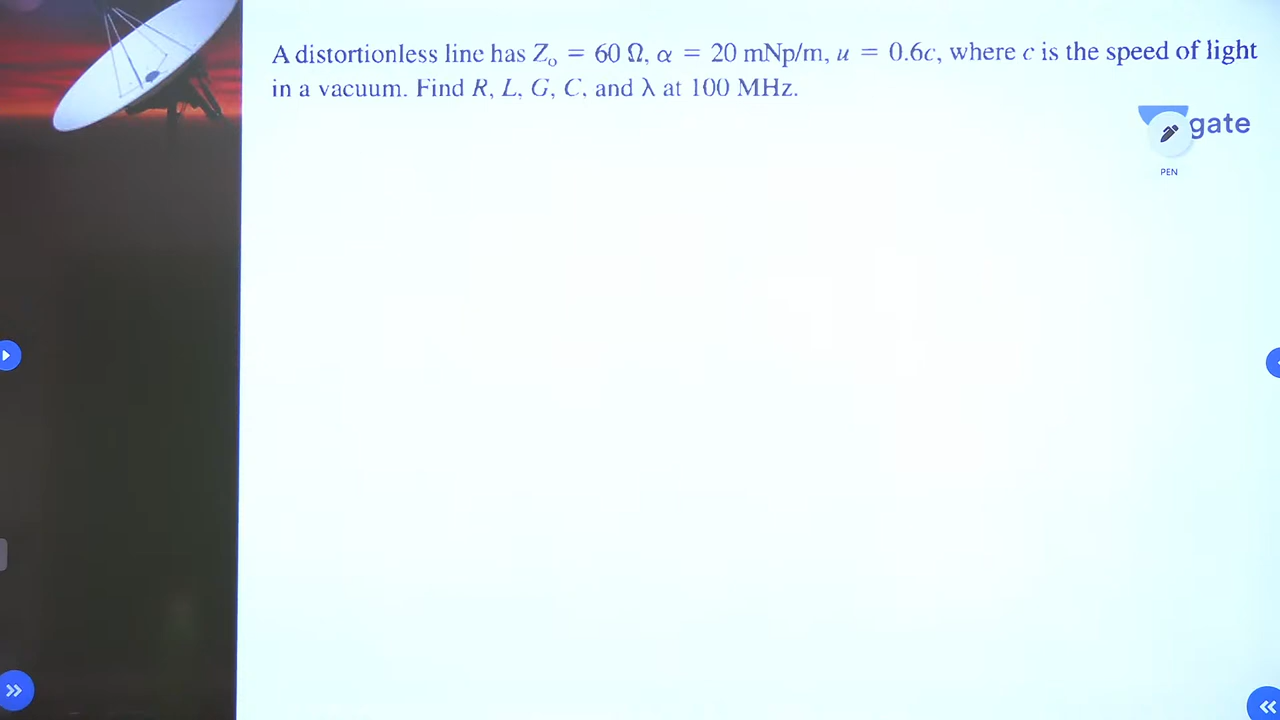 A distortionless line has Zₒ = 60 Ω, α = 20 mNp/m, u = 0.6c, where c is the speed of light
in a vacuum. Find R, L, G, C, and λ at 100 MHz.
gate
PEN